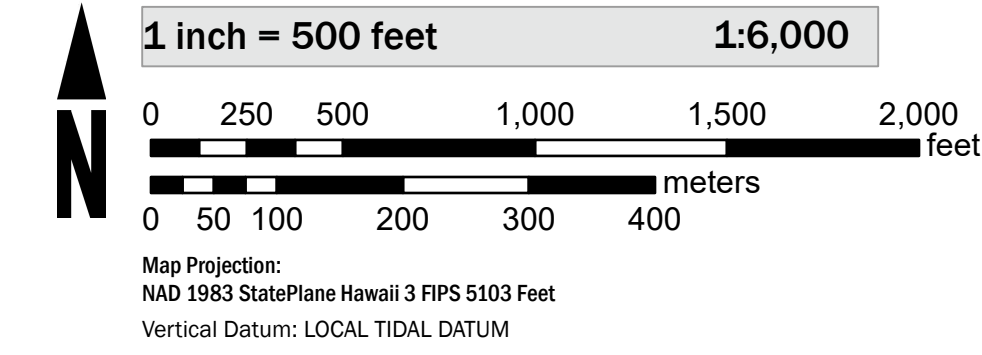 1 inch = 500 feet 1:6,000
0 250 500 1,000 1,500 2,000
feet
N
meters
0 50 100 200 300 400
Map Projection:
NAD 1983 StatePlane Hawaii 3 FIPS 5103 Feet
Vertical Datum: LOCAL TIDAL DATUM